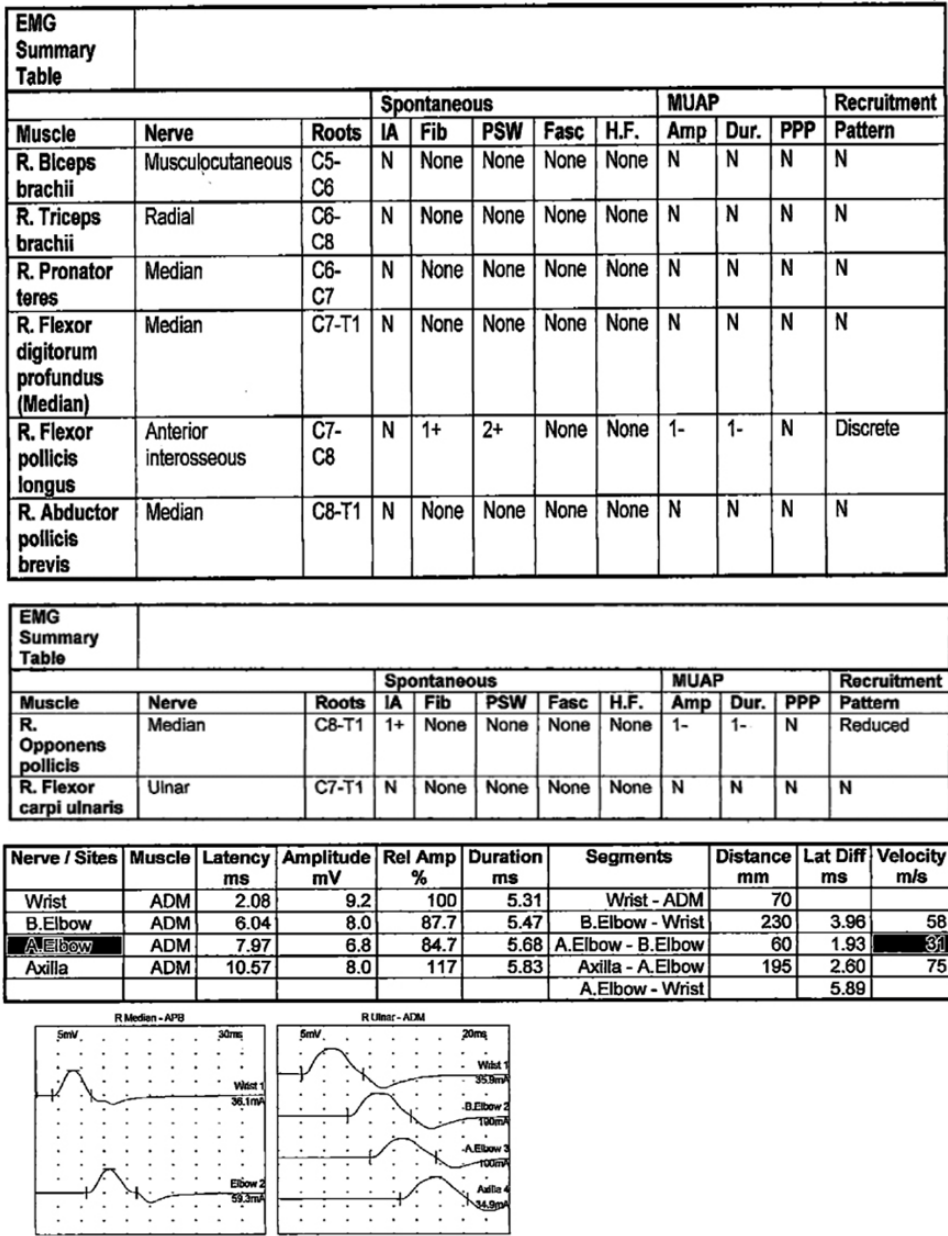 EMG Summary Table
Spontaneous MUAP Recruitment
Muscle Nerve Roots IA Fib PSW Fasc H.F. Amp Dur. PPP Pattern
R. Biceps brachii Musculocutaneous C5-C6 N None None None None N N N N
R. Triceps brachii Radial C6-C8 N None None None None N N N N
R. Pronator teres Median C6-C7 N None None None None N N N N
R. Flexor digitorum profundus (Median) Median C7-T1 N None None None None N N N N
R. Flexor pollicis longus Anterior interosseous C7-C8 N 1+ 2+ None None 1- 1- N Discrete
R. Abductor pollicis brevis Median C8-T1 N None None None None N N N N
EMG Summary Table
Spontaneous MUAP Recruitment
Muscle Nerve Roots IA Fib PSW Fasc H.F. Amp Dur. PPP Pattern
R. Opponens pollicis Median C8-T1 1+ None None None None 1- 1- N Reduced
R. Flexor carpi ulnaris Ulnar C7-T1 N None None None None N N N N
Nerve / Sites Muscle Latency ms Amplitude mV Rel Amp % Duration ms Segments Distance mm Lat Diff ms Velocity m/s
Wrist ADM 2.08 9.2 100 5.31 Wrist - ADM 70
B.Elbow ADM 6.04 8.0 87.7 5.47 B.Elbow - Wrist 230 3.96 58
A.Elbow ADM 7.97 6.8 84.7 5.68 A.Elbow - B.Elbow 60 1.93 31
Axilla ADM 10.57 8.0 117 5.83 Axilla - A.Elbow 195 2.60 75
A.Elbow - Wrist 5.89
R Median - APB
5mV 30ms
Wrist 1
36.1mA
Elbow 2
59.3mA
R Ulnar - ADM
5mV 20ms
Wrist 1
35.9mA
B.Elbow 2
100mA
A.Elbow 3
100mA
Axilla 4
34.9mA